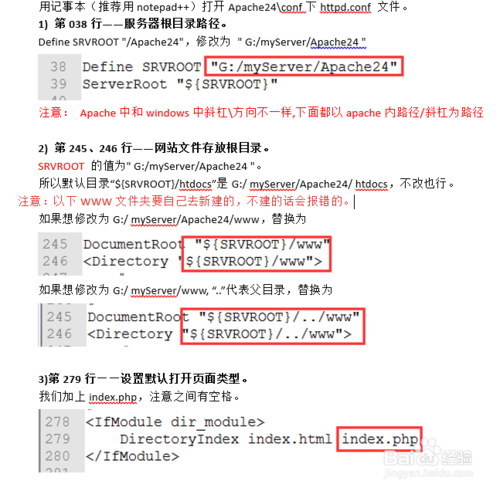 用记事本（推荐用 notepad++）打开 Apache24\conf 下 httpd.conf 文件。
1) 第 038 行——服务器根目录路径。
Define SRVROOT "/Apache24"，修改为 " G:/myServer/Apache24 "
38 Define SRVROOT "G:/myServer/Apache24"
39 ServerRoot "${SRVROOT}"
注意： Apache 中和 windows 中斜杠\方向不一样,下面都以 apache 内路径/斜杠为路径
2) 第 245、246 行——网站文件存放根目录。
SRVROOT 的值为" G:/myServer/Apache24 "。
所以默认目录“${SRVROOT}/htdocs”是 G:/ myServer/Apache24/ htdocs，不改也行。
注意：以下 WWW 文件夹要自己去新建的，不建的话会报错的。
如果想修改为 G:/ myServer/Apache24/www，替换为
245 DocumentRoot "${SRVROOT}/www"
246 <Directory "${SRVROOT}/www">
如果想修改为 G:/ myServer/www, “..”代表父目录，替换为
245 DocumentRoot "${SRVROOT}/../www"
246 <Directory "${SRVROOT}/../www">
3)第 279 行——设置默认打开页面类型。
我们加上 index.php，注意之间有空格。
278 <IfModule dir_module>
279 DirectoryIndex index.html index.php
280 </IfModule>
Baidu 经验
jingyan.baidu.com